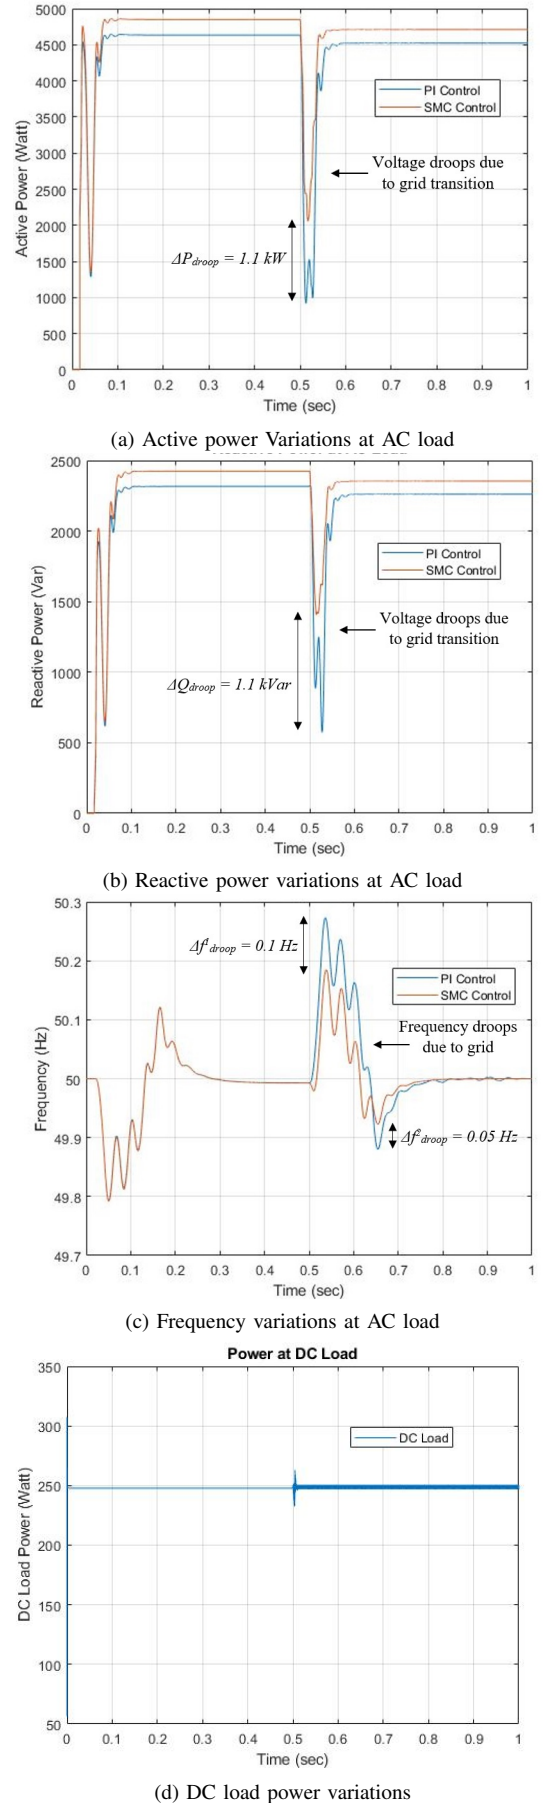 5000
4500
4000
3500
3000
2500
2000
1500
1000
500
0
Active Power (Watt)
PI Control
SMC Control
Voltage droops due
to grid transition
ΔPdroop = 1.1 kW
0 0.1 0.2 0.3 0.4 0.5 0.6 0.7 0.8 0.9 1
Time (sec)
(a) Active power Variations at AC load
2500
2000
1500
1000
500
0
Reactive Power (Var)
PI Control
SMC Control
Voltage droops due
to grid transition
ΔQdroop = 1.1 kVar
0 0.1 0.2 0.3 0.4 0.5 0.6 0.7 0.8 0.9 1
Time (sec)
(b) Reactive power variations at AC load
50.3
50.2
50.1
50
49.9
49.8
49.7
Frequency (Hz)
Δf¹droop = 0.1 Hz
PI Control
SMC Control
Frequency droops
due to grid
Δf²droop = 0.05 Hz
0 0.1 0.2 0.3 0.4 0.5 0.6 0.7 0.8 0.9 1
Time (sec)
(c) Frequency variations at AC load
Power at DC Load
350
300
250
200
150
100
50
DC Load Power (Watt)
DC Load
0 0.1 0.2 0.3 0.4 0.5 0.6 0.7 0.8 0.9 1
Time (sec)
(d) DC load power variations